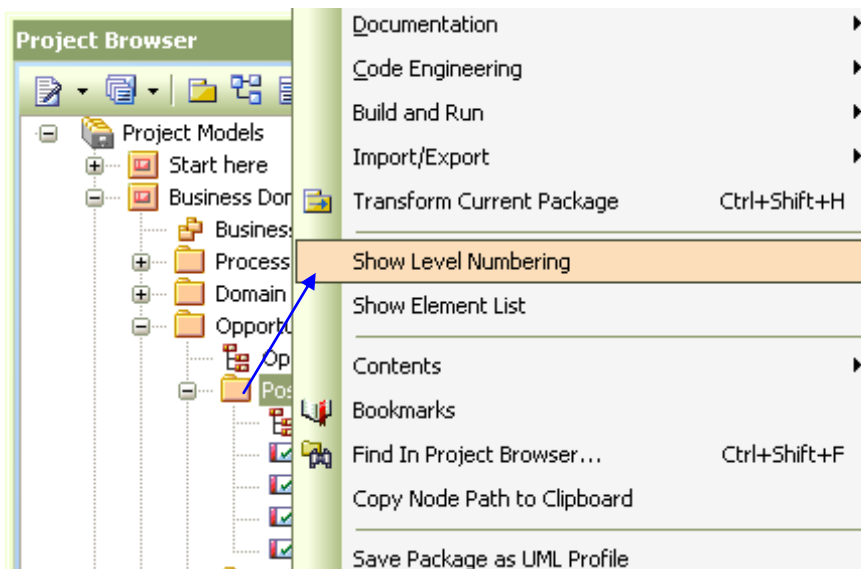 Project Browser
Project Models
Start here
Business Dor
Busines
Process
Domain
Opportu
Op
Pos
Documentation
Code Engineering
Build and Run
Import/Export
Transform Current Package Ctrl+Shift+H
Show Level Numbering
Show Element List
Contents
Bookmarks
Find In Project Browser... Ctrl+Shift+F
Copy Node Path to Clipboard
Save Package as UML Profile